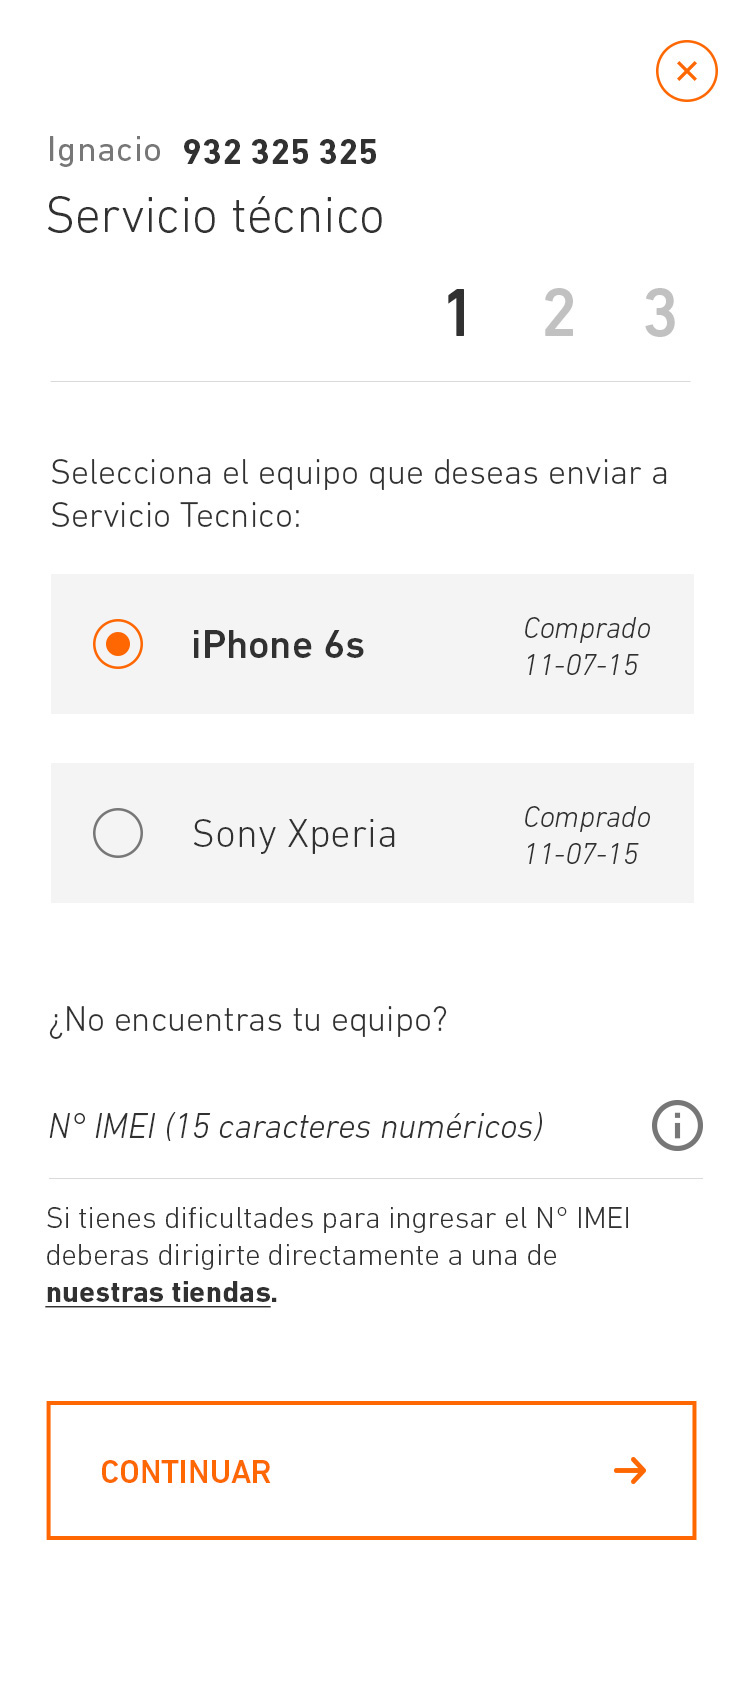 Ignacio 932 325 325
Servicio técnico
1 2 3
Selecciona el equipo que deseas enviar a
Servicio Tecnico:
iPhone 6s
Comprado
11-07-15
Sony Xperia
Comprado
11-07-15
¿No encuentras tu equipo?
N° IMEI (15 caracteres numéricos)
Si tienes dificultades para ingresar el N° IMEI
deberas dirigirte directamente a una de
nuestras tiendas.
CONTINUAR